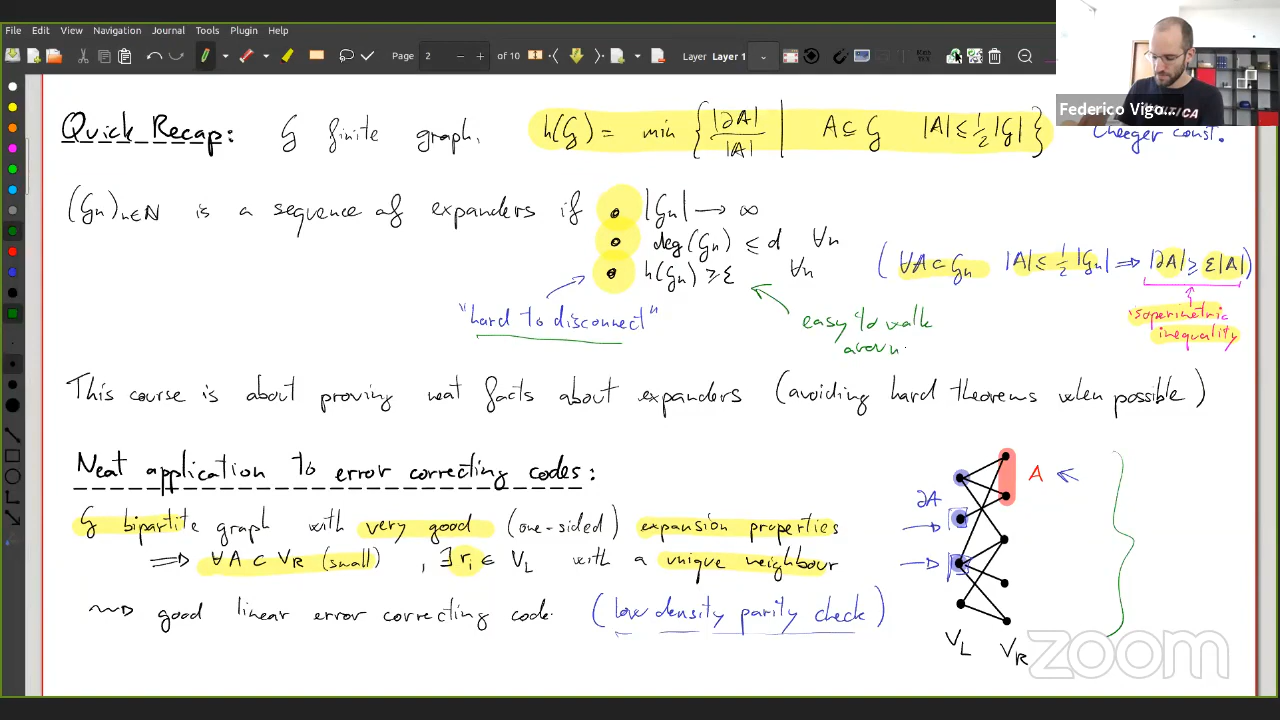 File Edit View Navigation Journal Tools Plugin Help
Page 2 of 10 Layer Layer 1
Federico Vigo...
Quick Recap: G finite graph, h(G) = min { |∂A| / |A| | A ⊆ G |A| ≤ 1/2 |G| } Cheeger const.
(Gn)n∈N is a sequence of expanders if • |Gn| → ∞
• deg(Gn) ≤ d ∀n
• h(Gn) ≥ ε ∀n
( ∀A ⊂ Gn |A| ≤ 1/2 |Gn| ⇒ |∂A| ≥ ε|A| )
isoperimetric
inequality
"hard to disconnect"
easy to walk
aroun
This course is about proving neat facts about expanders (avoiding hard theorems when possible)
Neat application to error correcting codes:
G bipartite graph with very good (one-sided) expansion properties
⇒ ∀A ⊂ VR (small) , ∃ ri ∈ VL with a unique neighbour
⇝ good linear error correcting code. (low density parity check)
A
∂A
VL VR
zoom